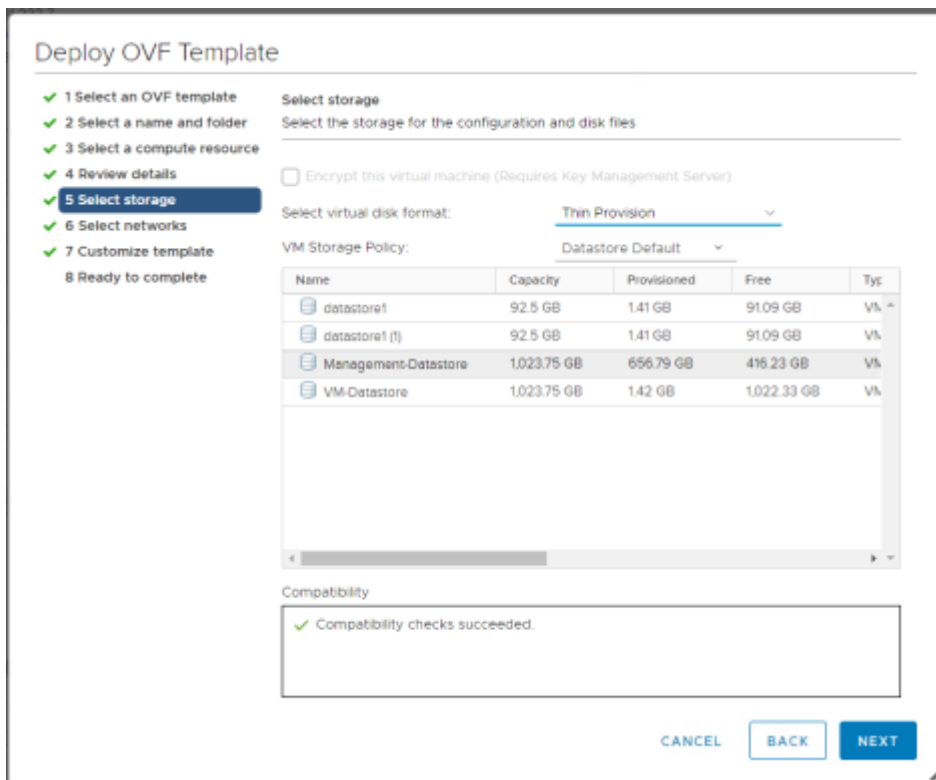 Deploy OVF Template
1 Select an OVF template
2 Select a name and folder
3 Select a compute resource
4 Review details
5 Select storage
6 Select networks
7 Customize template
8 Ready to complete
Select storage
Select the storage for the configuration and disk files
Encrypt this virtual machine (Requires Key Management Server)
Select virtual disk format: Thin Provision
VM Storage Policy: Datastore Default
Name Capacity Provisioned Free Typ
datastore1 92.5 GB 1.41 GB 91.09 GB VM
datastore1 (1) 92.5 GB 1.41 GB 91.09 GB VM
Management-Datastore 1,023.75 GB 656.79 GB 416.23 GB VM
VM-Datastore 1,023.75 GB 1.42 GB 1,022.33 GB VM
Compatibility
Compatibility checks succeeded.
CANCEL BACK NEXT